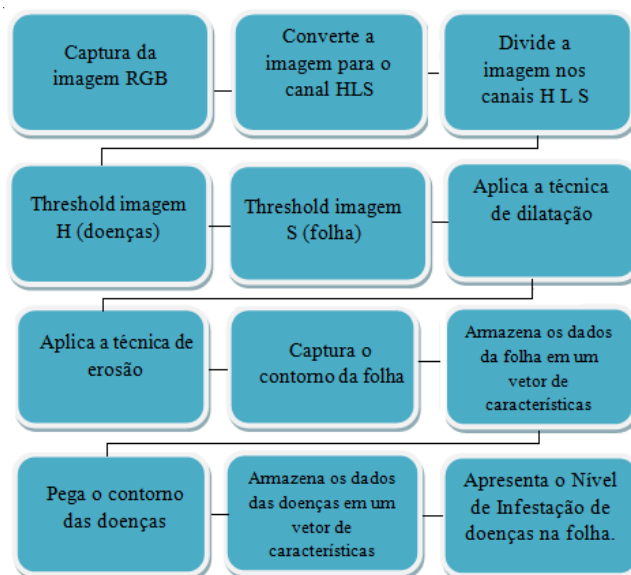 Captura da
imagem RGB
Converte a
imagem para o
canal HLS
Divide a
imagem nos
canais H L S
Threshold imagem
H (doenças)
Threshold imagem
S (folha)
Aplica a técnica
de dilatação
Aplica a técnica de
erosão
Captura o
contorno da folha
Armazena os dados
da folha em um
vetor de
características
Pega o contorno
das doenças
Armazena os dados
das doenças em um
vetor de
características
Apresenta o Nível
de Infestação de
doenças na folha.